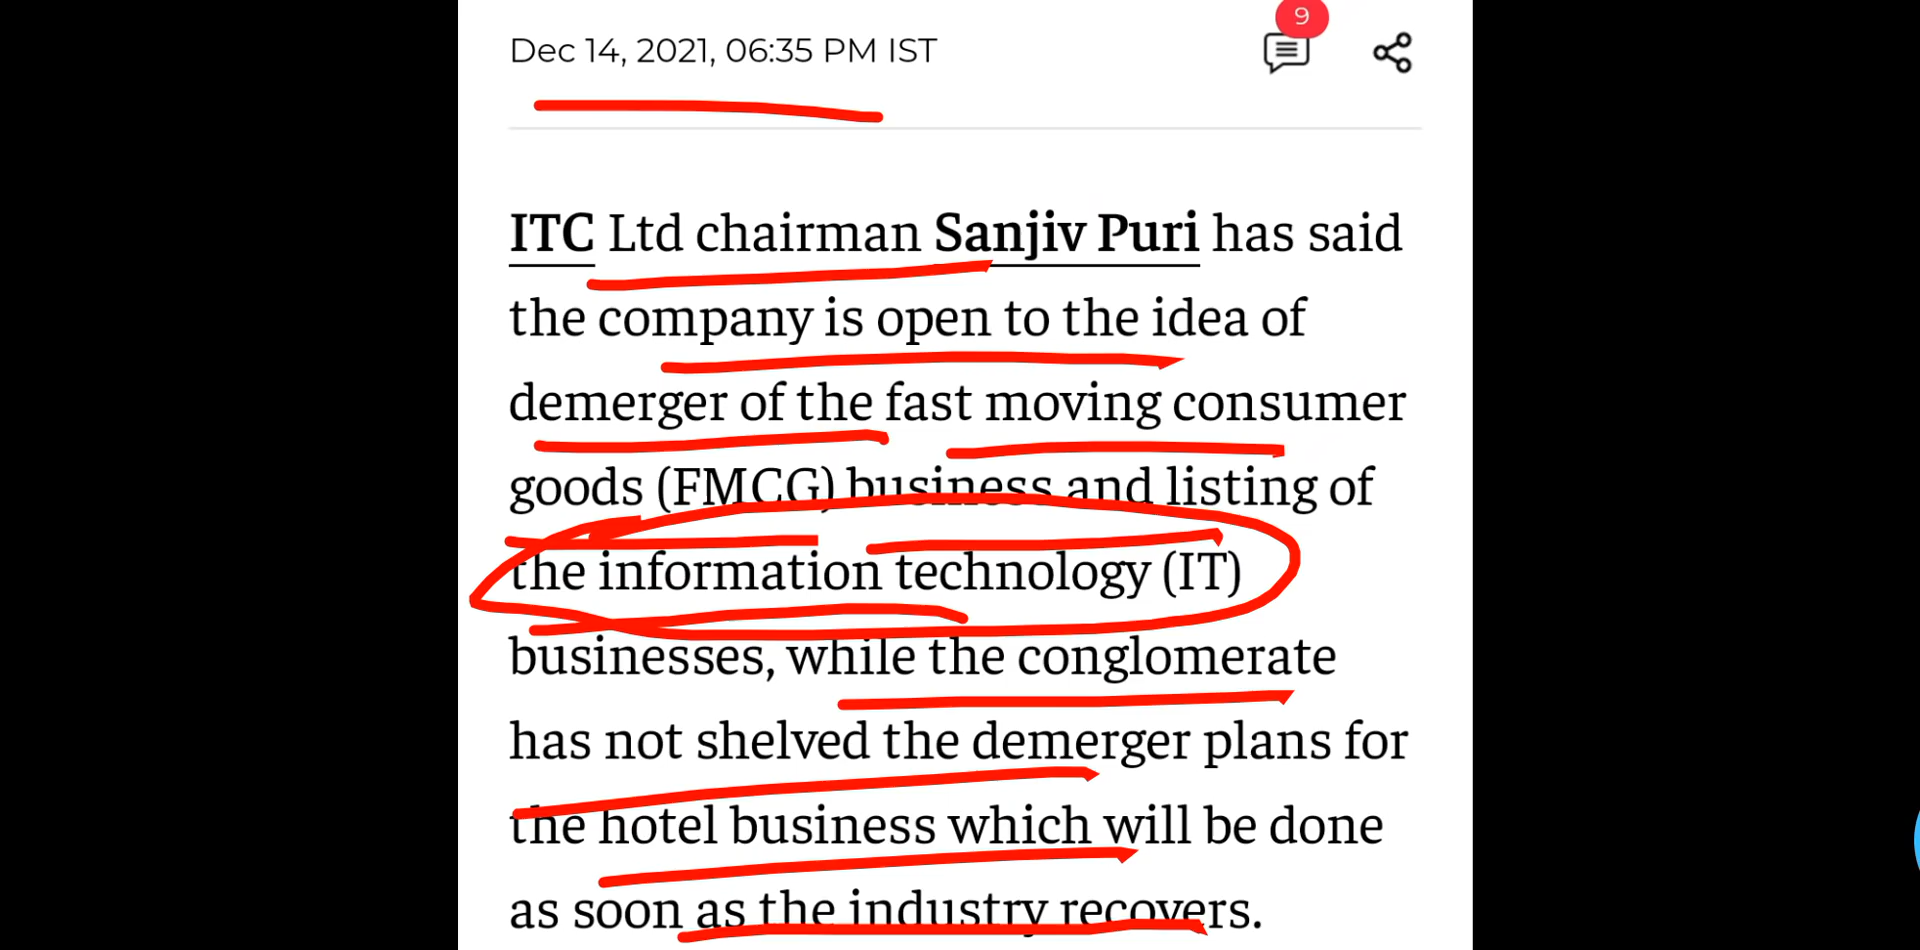 9
Dec 14, 2021, 06:35 PM IST
ITC Ltd chairman Sanjiv Puri has said
the company is open to the idea of
demerger of the fast moving consumer
goods (FMCG) business and listing of
the information technology (IT)
businesses, while the conglomerate
has not shelved the demerger plans for
the hotel business which will be done
as soon as the industry recovers.